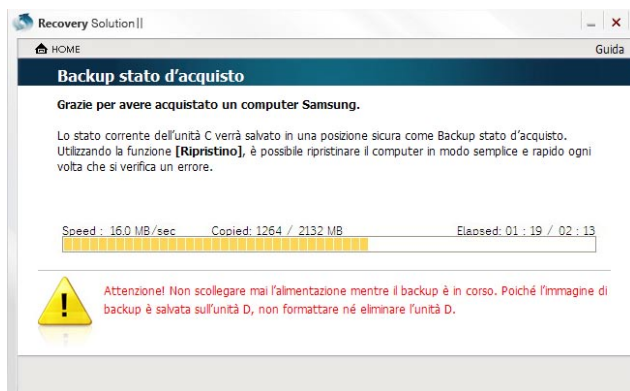 Recovery Solution II
HOME
Guida
Backup stato d'acquisto
Grazie per avere acquistato un computer Samsung.
Lo stato corrente dell'unità C verrà salvato in una posizione sicura come Backup stato d'acquisto.
Utilizzando la funzione [Ripristino], è possibile ripristinare il computer in modo semplice e rapido ogni
volta che si verifica un errore.
Speed : 16.0 MB/sec Copied: 1264 / 2132 MB Elapsed: 01 : 19 / 02 : 13
Attenzione! Non scollegare mai l'alimentazione mentre il backup è in corso. Poiché l'immagine di
backup è salvata sull'unità D, non formattare né eliminare l'unità D.